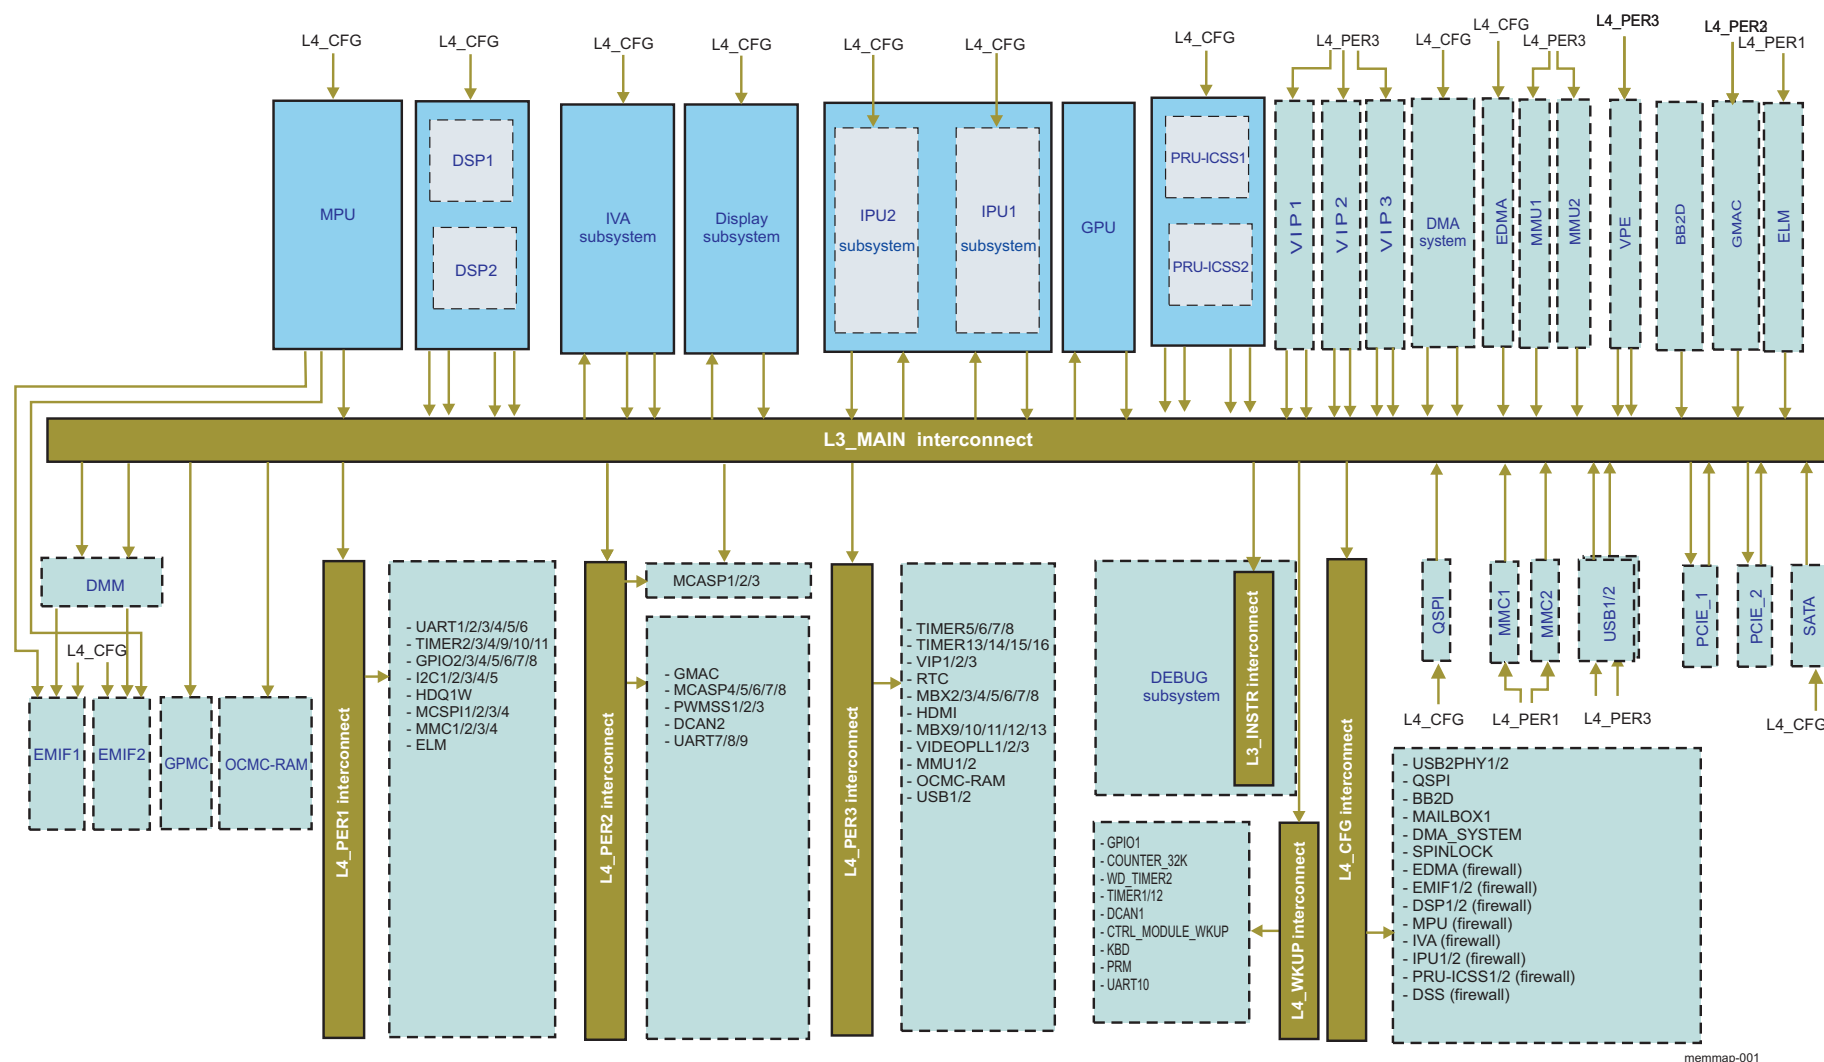 L4_CFG
L4_CFG
L4_CFG
L4_CFG
L4_CFG
L4_CFG
L4_CFG
L4_PER3
L4_CFG
L4_CFG
L4_PER3
L4_PER3
L4_PER1
MPU
DSP1
DSP2
IVA
subsystem
Display
subsystem
IPU2
subsystem
IPU1
subsystem
GPU
PRU-ICSS1
PRU-ICSS2
VIP1
VIP2
VIP3
DMA
system
EDMA
MMU1
MMU2
VPE
BB2D
GMAC
ELM
L3_MAIN interconnect
DMM
L4_CFG
EMIF1
EMIF2
GPMC
OCMC-RAM
L4_PER1 interconnect
- UART1/2/3/4/5/6
- TIMER2/3/4/9/10/11
- GPIO2/3/4/5/6/7/8
- I2C1/2/3/4/5
- HDQ1W
- MCSPI1/2/3/4
- MMC1/2/3/4
- ELM
L4_PER2 interconnect
MCASP1/2/3
- GMAC
- MCASP4/5/6/7/8
- PWMSS1/2/3
- DCAN2
- UART7/8/9
L4_PER3 interconnect
- TIMER5/6/7/8
- TIMER13/14/15/16
- VIP1/2/3
- RTC
- MBX2/3/4/5/6/7/8
- HDMI
- MBX9/10/11/12/13
- VIDEOPLL1/2/3
- MMU1/2
- OCMC-RAM
- USB1/2
DEBUG
subsystem
L3_INSTR interconnect
- GPIO1
- COUNTER_32K
- WD_TIMER2
- TIMER1/12
- DCAN1
- CTRL_MODULE_WKUP
- KBD
- PRM
- UART10
L4_WKUP interconnect
L4_CFG interconnect
QSPI
MMC1
MMC2
USB1/2
PCIE_1
PCIE_2
SATA
L4_CFG
L4_PER1
L4_PER3
L4_CFG
- USB2PHY1/2
- QSPI
- BB2D
- MAILBOX1
- DMA_SYSTEM
- SPINLOCK
- EDMA (firewall)
- EMIF1/2 (firewall)
- DSP1/2 (firewall)
- MPU (firewall)
- IVA (firewall)
- IPU1/2 (firewall)
- PRU-ICSS1/2 (firewall)
- DSS (firewall)
memmap-001